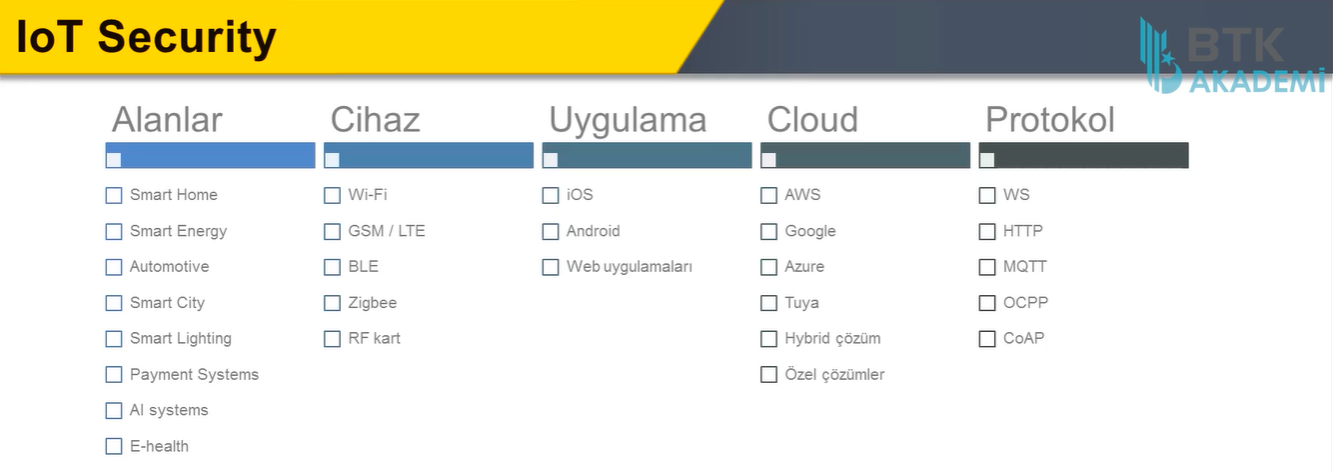 IoT Security
BTK
AKADEMİ
Alanlar
Smart Home
Smart Energy
Automotive
Smart City
Smart Lighting
Payment Systems
AI systems
E-health
Cihaz
Wi-Fi
GSM / LTE
BLE
Zigbee
RF kart
Uygulama
iOS
Android
Web uygulamaları
Cloud
AWS
Google
Azure
Tuya
Hybrid çözüm
Özel çözümler
Protokol
WS
HTTP
MQTT
OCPP
CoAP